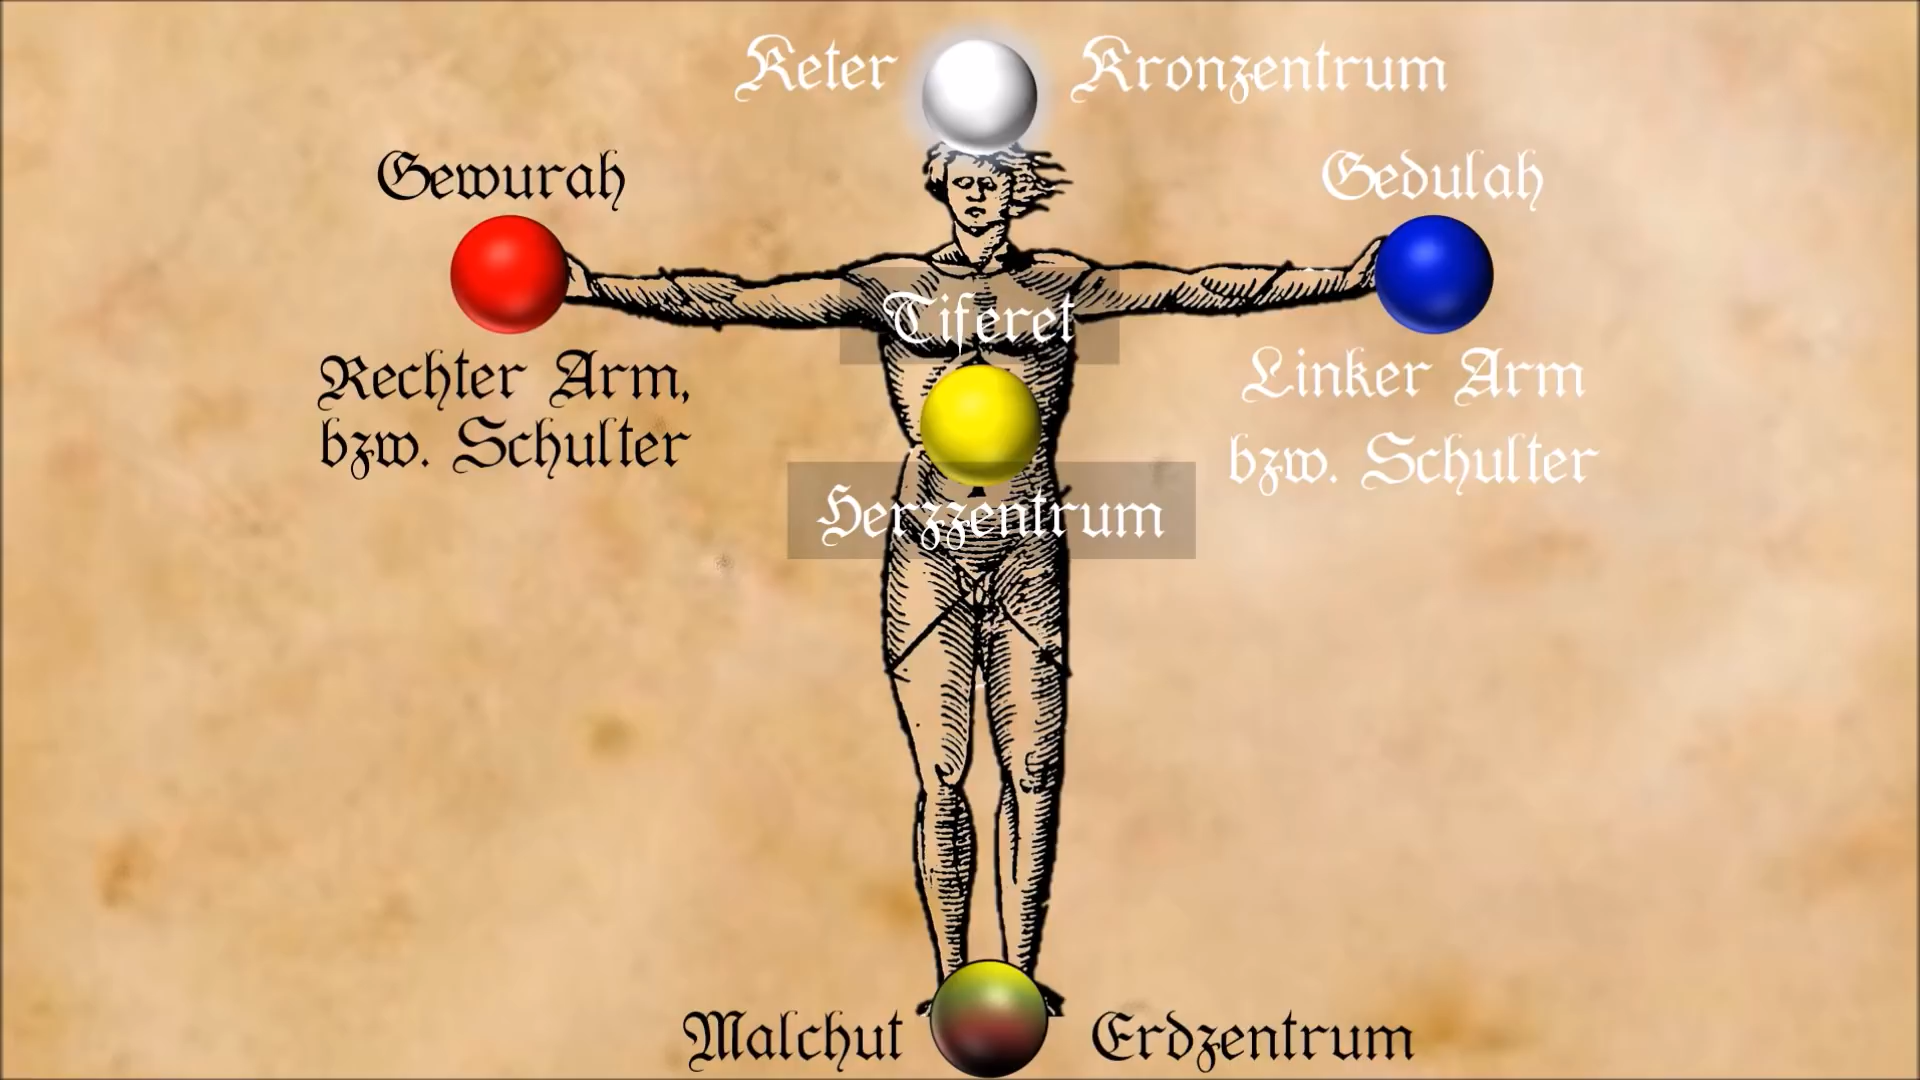 Keter
Kronzentrum
Gewurah
Gedulah
Tiferet
Rechter Arm,
bzw. Schulter
Linker Arm
bzw. Schulter
Herzzentrum
Malchut
Erdzentrum